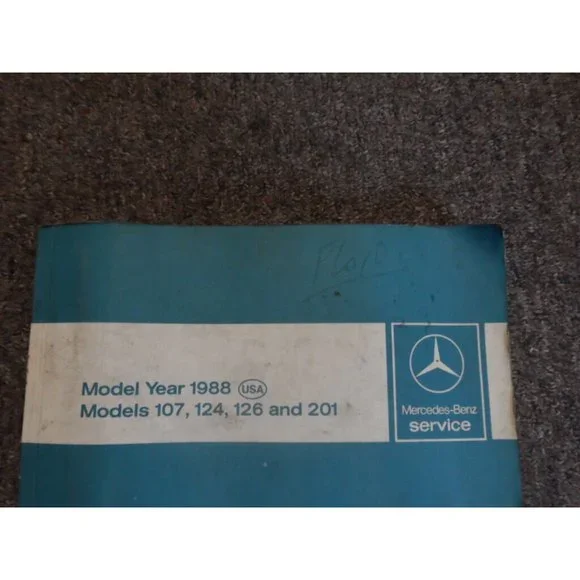 Model Year 1988 USA
Models 107, 124, 126 and 201
Mercedes-Benz
service